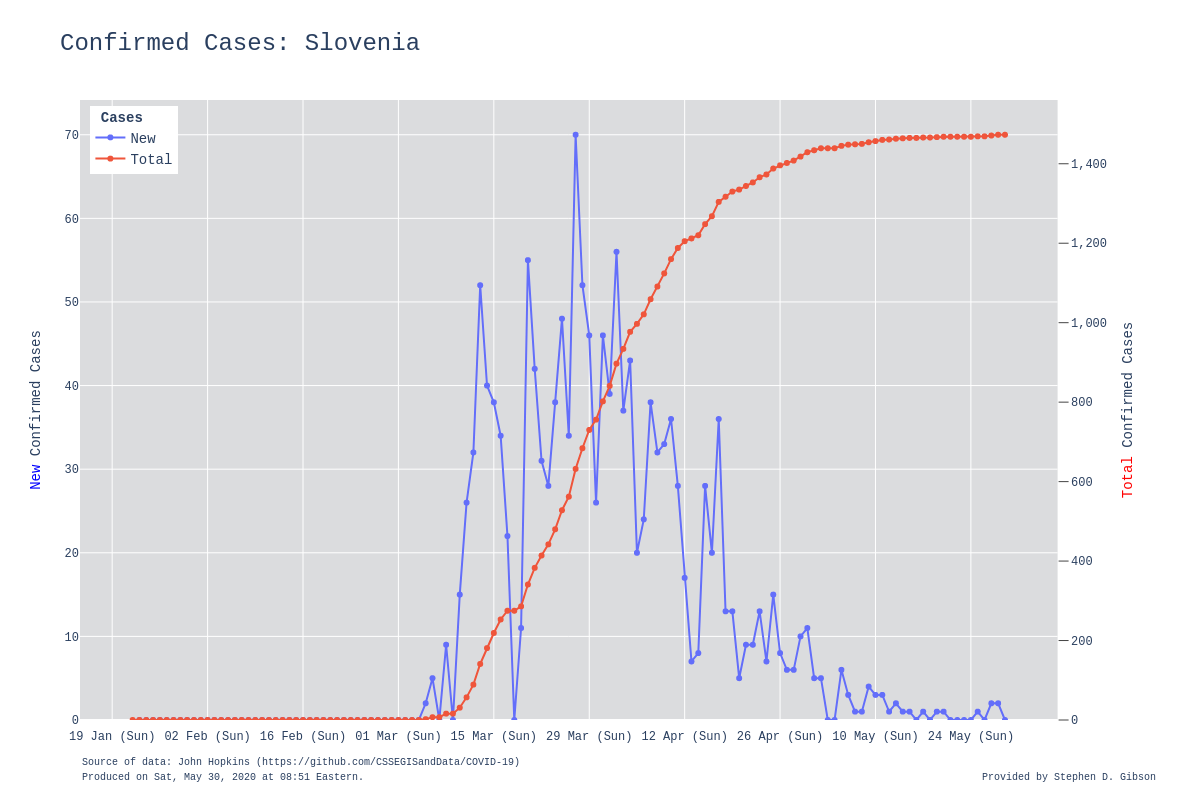 Confirmed Cases: Slovenia
Cases
New
Total
70
60
50
40
30
20
10
0
1,400
1,200
1,000
800
600
400
200
0
New Confirmed Cases
Total Confirmed Cases
19 Jan (Sun) 02 Feb (Sun) 16 Feb (Sun) 01 Mar (Sun) 15 Mar (Sun) 29 Mar (Sun) 12 Apr (Sun) 26 Apr (Sun) 10 May (Sun) 24 May (Sun)
Source of data: John Hopkins (https://github.com/CSSEGISandData/COVID-19)
Produced on Sat, May 30, 2020 at 08:51 Eastern.
Provided by Stephen D. Gibson